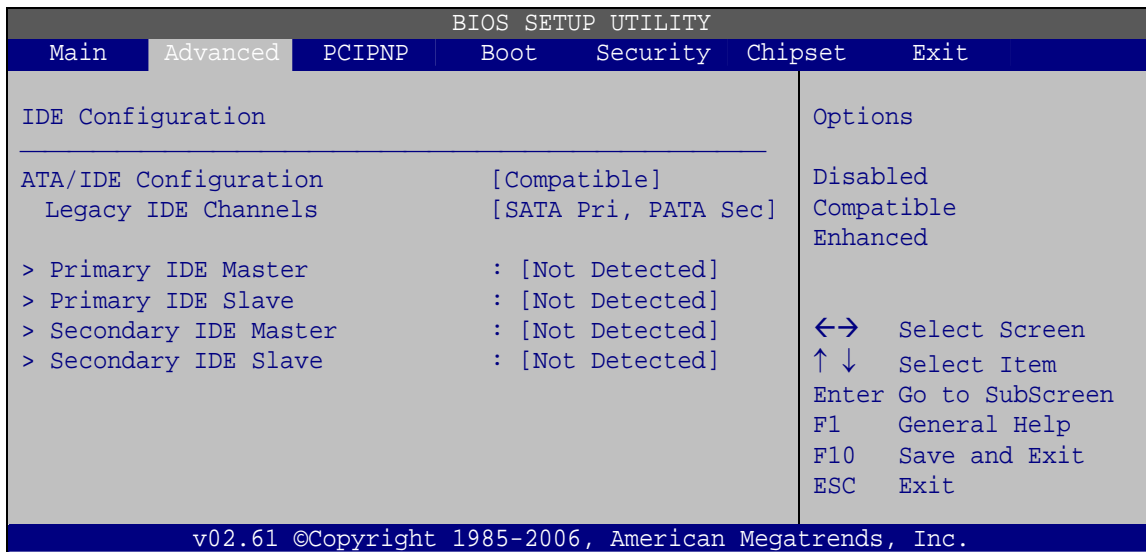 BIOS SETUP UTILITY
Main Advanced PCIPNP Boot Security Chipset Exit
IDE Configuration
ATA/IDE Configuration [Compatible]
Legacy IDE Channels [SATA Pri, PATA Sec]
> Primary IDE Master : [Not Detected]
> Primary IDE Slave : [Not Detected]
> Secondary IDE Master : [Not Detected]
> Secondary IDE Slave : [Not Detected]
Options
Disabled
Compatible
Enhanced
←→ Select Screen
↑ ↓ Select Item
Enter Go to SubScreen
F1 General Help
F10 Save and Exit
ESC Exit
v02.61 ©Copyright 1985-2006, American Megatrends, Inc.